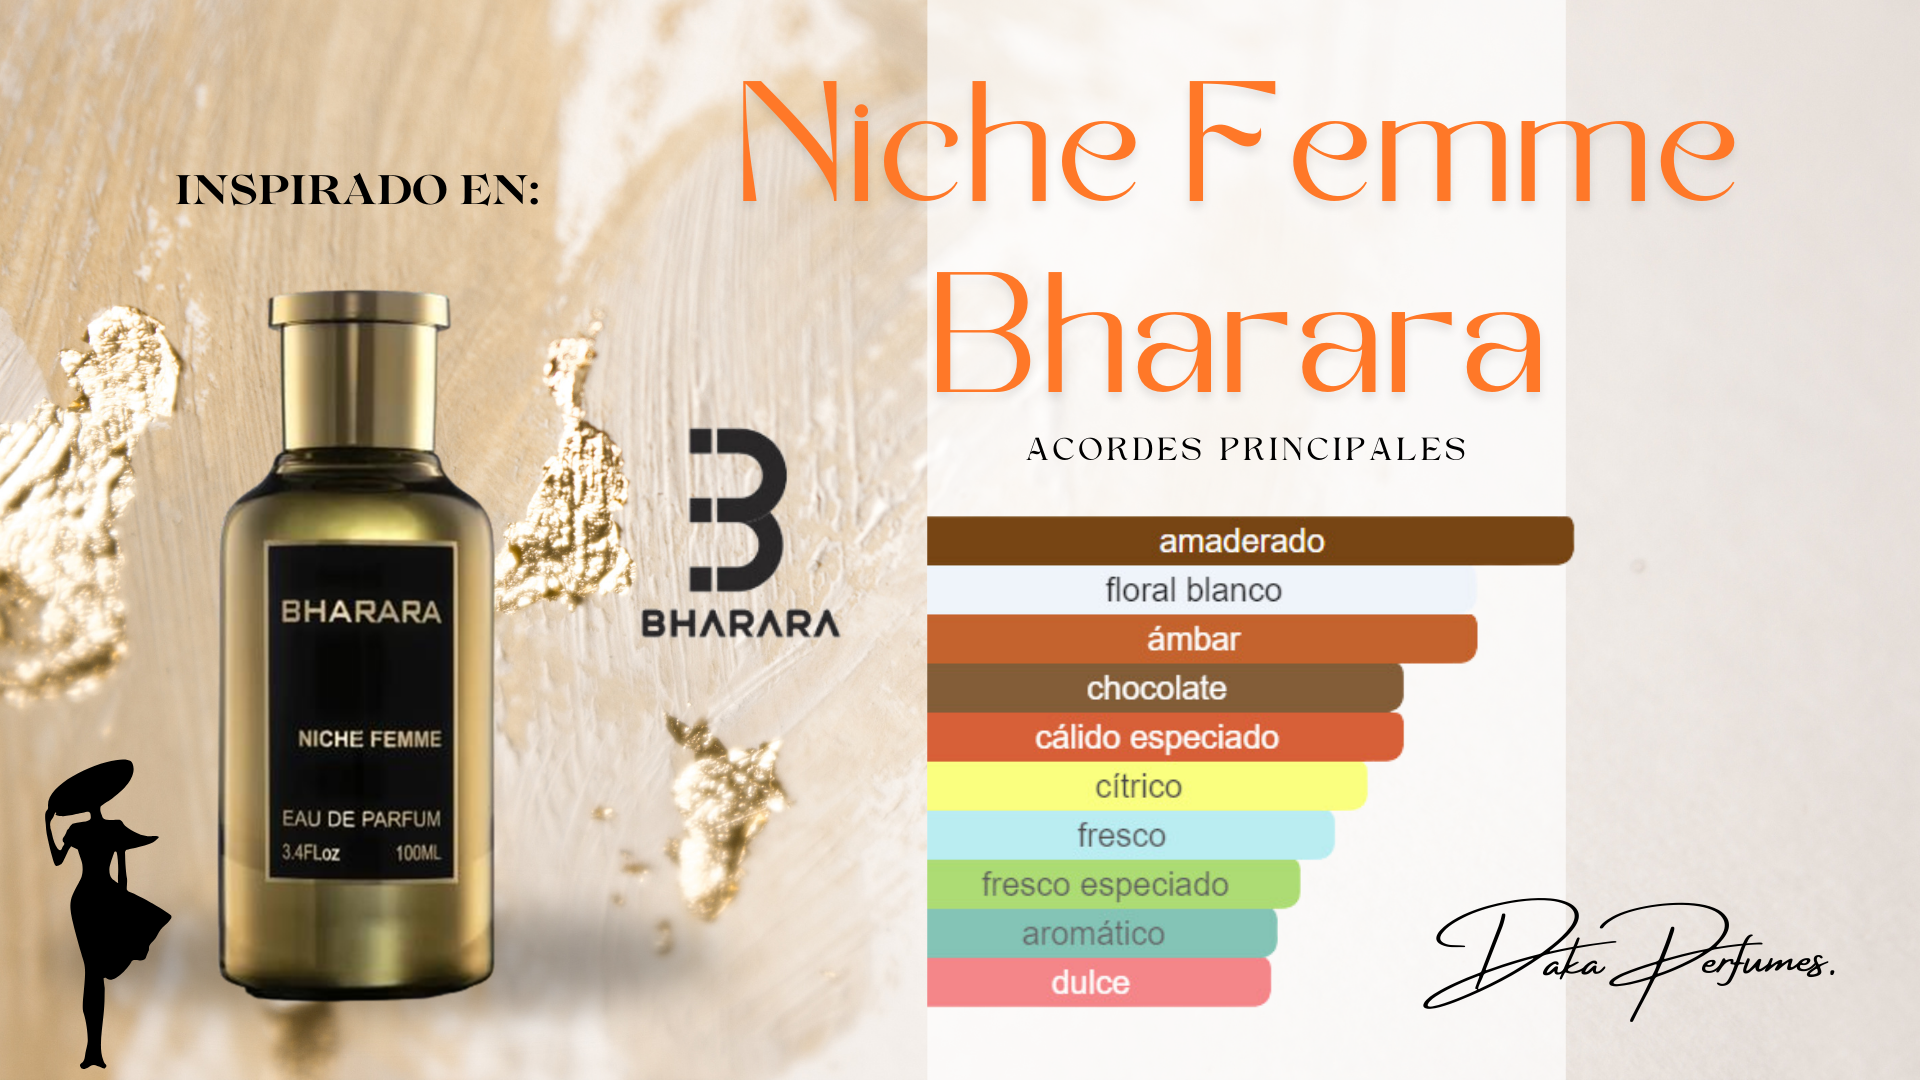 INSPIRADO EN:
BHARARA
NICHE FEMME
EAU DE PARFUM
3.4FLoz 100ML
BHARARA
Niche Femme
Bharara
ACORDES PRINCIPALES
amaderado
floral blanco
ámbar
chocolate
cálido especiado
cítrico
fresco
fresco especiado
aromático
dulce
Daka Perfumes.